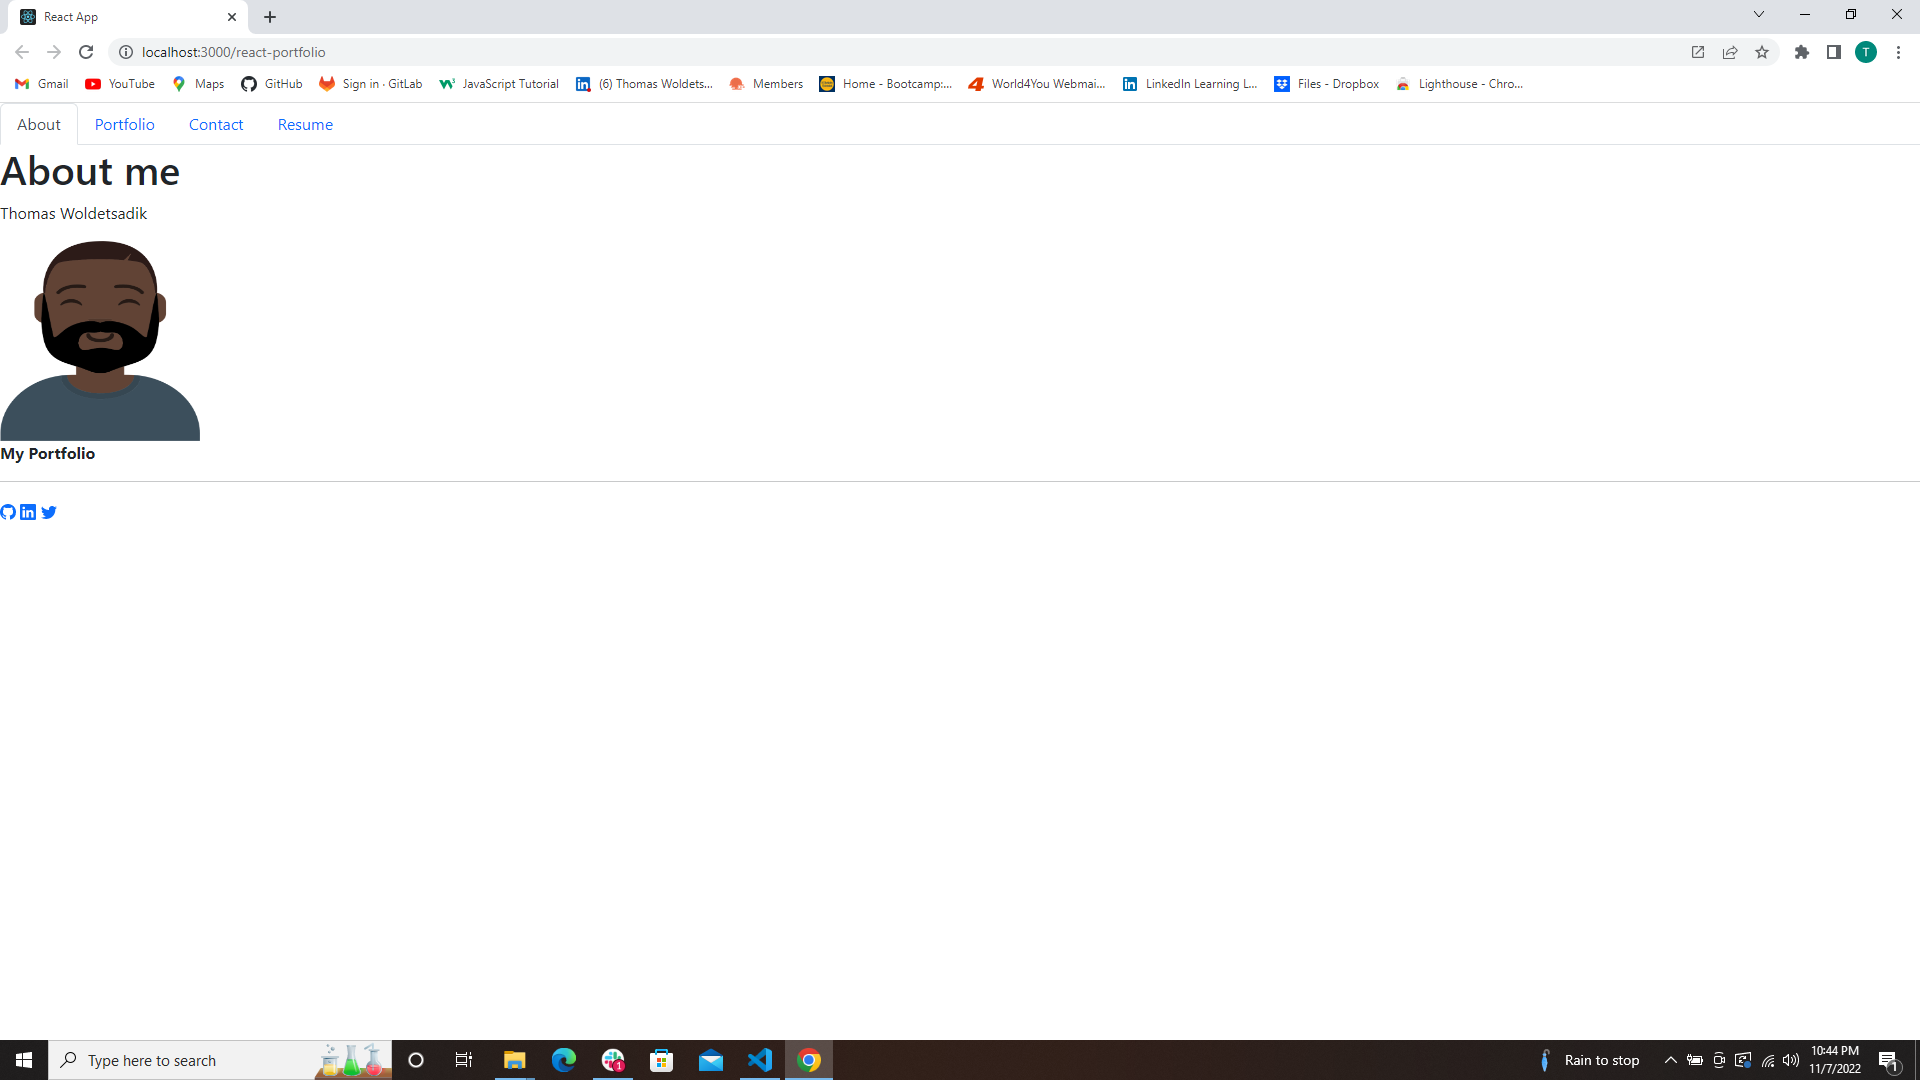 React App
localhost:3000/react-portfolio
T
Gmail YouTube Maps GitHub Sign in · GitLab JavaScript Tutorial (6) Thomas Woldets... Members Home - Bootcamp:... World4You Webmai... LinkedIn Learning L... Files - Dropbox Lighthouse - Chro...
About Portfolio Contact Resume
About me
Thomas Woldetsadik
My Portfolio
Type here to search
1
Rain to stop
10:44 PM
11/7/2022
1